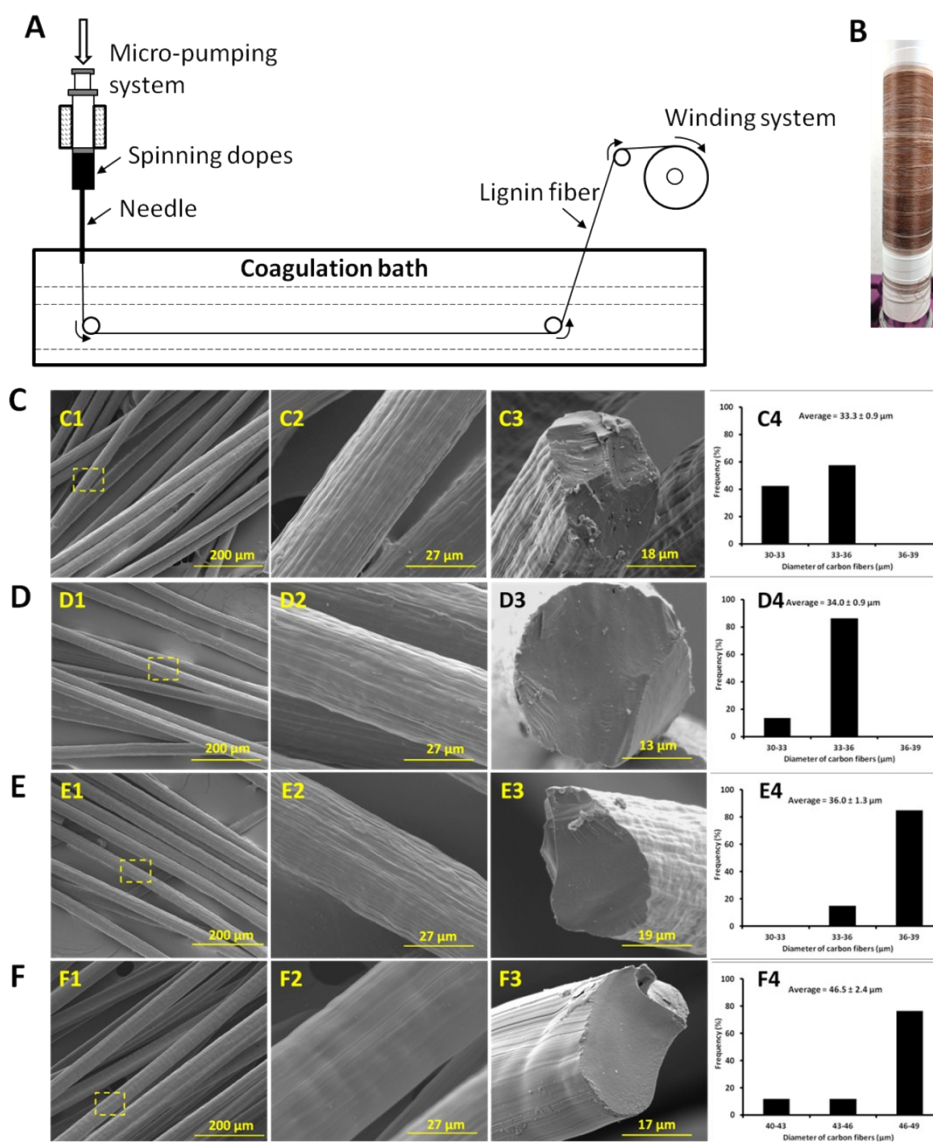 A
B
Micro-pumping
system
Winding system
Spinning dopes
Lignin fiber
Needle
Coagulation bath
C
C1
200 µm
C2
27 µm
C3
18 µm
C4
Average = 33.3 ± 0.9 µm
Frequency (%)
100
80
60
40
20
0
30-33 33-36 36-39
Diameter of carbon fibers (µm)
D
D1
200 µm
D2
27 µm
D3
13 µm
D4
Average = 34.0 ± 0.9 µm
Frequency (%)
100
80
60
40
20
0
30-33 33-36 36-39
Diameter of carbon fibers (µm)
E
E1
200 µm
E2
27 µm
E3
19 µm
E4
Average = 36.0 ± 1.3 µm
Frequency (%)
100
80
60
40
20
0
30-33 33-36 36-39
Diameter of carbon fibers (µm)
F
F1
200 µm
F2
27 µm
F3
17 µm
F4
Average = 46.5 ± 2.4 µm
Frequency (%)
100
80
60
40
20
0
40-43 43-46 46-49
Diameter of carbon fibers (µm)